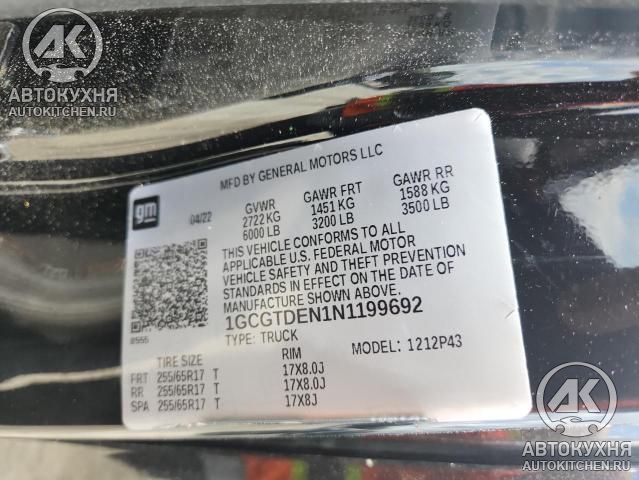 AK
АВТОКУХНЯ
AUTOKITCHEN.RU
MFD BY GENERAL MOTORS LLC
gm
04/22
GVWR GAWR FRT GAWR RR
2722 KG 1451 KG 1588 KG
6000 LB 3200 LB 3500 LB
THIS VEHICLE CONFORMS TO ALL
APPLICABLE U.S. FEDERAL MOTOR
VEHICLE SAFETY AND THEFT PREVENTION
STANDARDS IN EFFECT ON THE DATE OF
MANUFACTURE SHOWN ABOVE.
1GCGTDEN1N1199692
8555
TYPE: TRUCK MODEL: 1212P43
TIRE SIZE RIM
FRT 255/65R17 T 17X8.0J
RR 255/65R17 T 17X8.0J
SPA 255/65R17 T 17X8J
AK
АВТОКУХНЯ
AUTOKITCHEN.RU